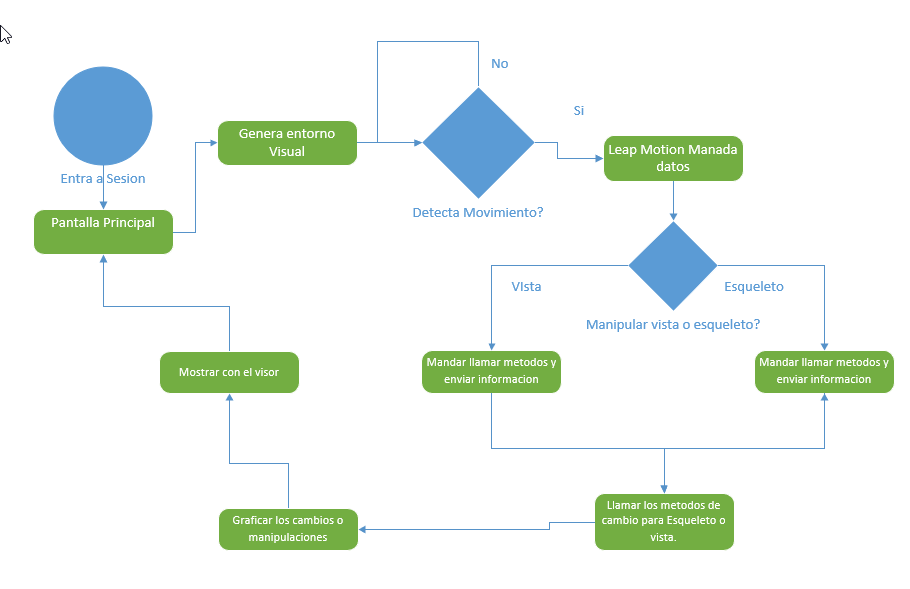 Entra a Sesion
Pantalla Principal
Genera entorno
Visual
No
Detecta Movimiento?
Si
Leap Motion Manada
datos
VIsta
Esqueleto
Manipular vista o esqueleto?
Mandar llamar metodos y
enviar informacion
Mandar llamar metodos y
enviar informacion
Llamar los metodos de
cambio para Esqueleto o
vista.
Graficar los cambios o
manipulaciones
Mostrar con el visor